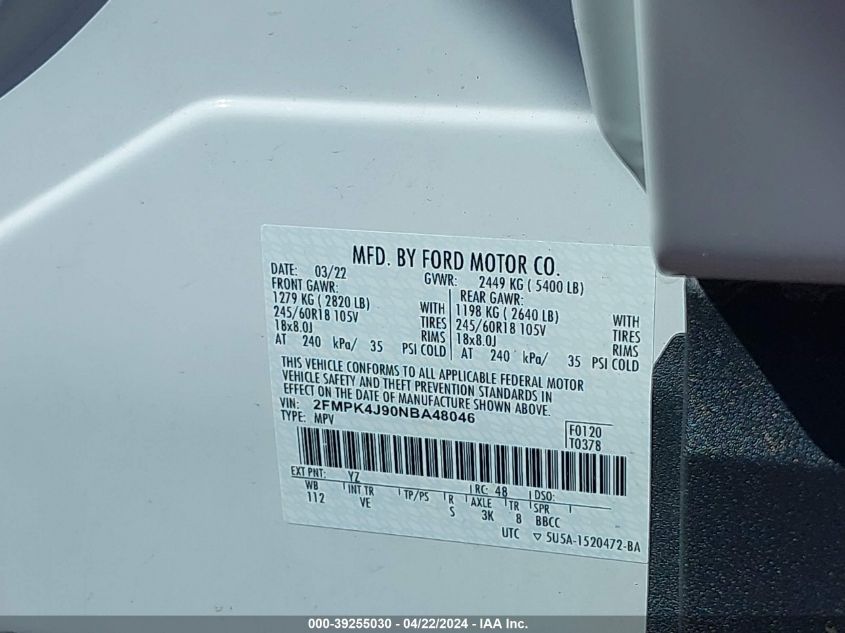 MFD. BY FORD MOTOR CO.
DATE: 03/22 GVWR: 2449 KG ( 5400 LB)
FRONT GAWR: REAR GAWR:
1279 KG ( 2820 LB) WITH 1198 KG ( 2640 LB) WITH
245/60R18 105V TIRES 245/60R18 105V TIRES
18x8.0J RIMS 18x8.0J RIMS
AT 240 kPa/ 35 PSI COLD AT 240 kPa/ 35 PSI COLD
THIS VEHICLE CONFORMS TO ALL APPLICABLE FEDERAL MOTOR
VEHICLE SAFETY AND THEFT PREVENTION STANDARDS IN
EFFECT ON THE DATE OF MANUFACTURE SHOWN ABOVE.
VIN: 2FMPK4J90NBA48046
TYPE: MPV
F0120
T0378
EXT PNT: YZ RC: 48 DSO:
WB INT TR TP/PS R AXLE TR SPR
112 VE S 3K 8 BBCC
UTC ▽ 5U5A-1520472-BA
000-39255030 - 04/22/2024 - IAA Inc.